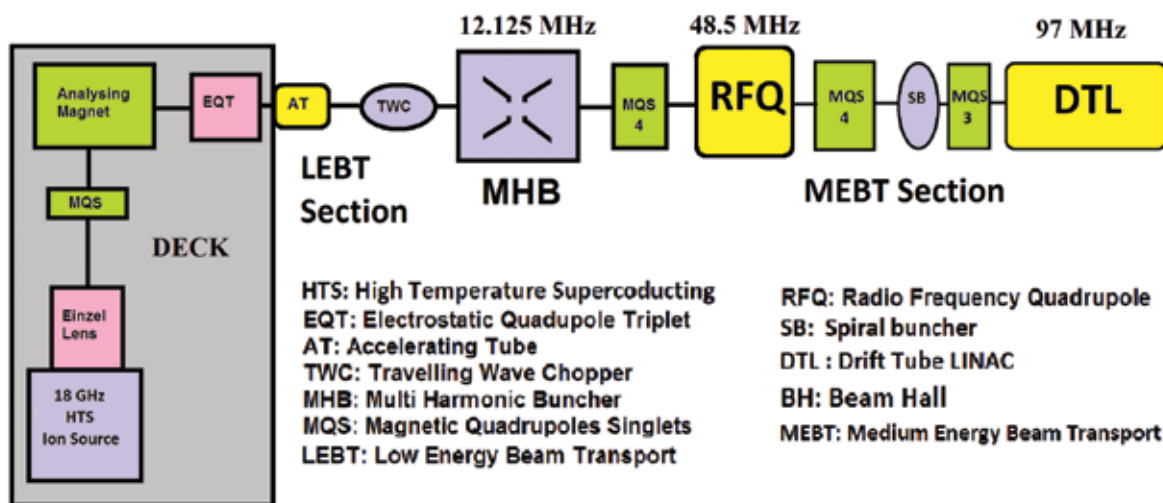 12.125 MHz
48.5 MHz
97 MHz
Analysing
Magnet
EQT
AT
TWC
MQS
4
RFQ
MQS
4
SB
MQS
3
DTL
LEBT
Section
MHB
MEBT Section
MQS
DECK
Einzel
Lens
18 GHz
HTS
Ion Source
HTS: High Temperature Supercoducting
EQT: Electrostatic Quadupole Triplet
AT: Accelerating Tube
TWC: Travelling Wave Chopper
MHB: Multi Harmonic Buncher
MQS: Magnetic Quadrupoles Singlets
LEBT: Low Energy Beam Transport
RFQ: Radio Frequency Quadrupole
SB: Spiral buncher
DTL : Drift Tube LINAC
BH: Beam Hall
MEBT: Medium Energy Beam Transport